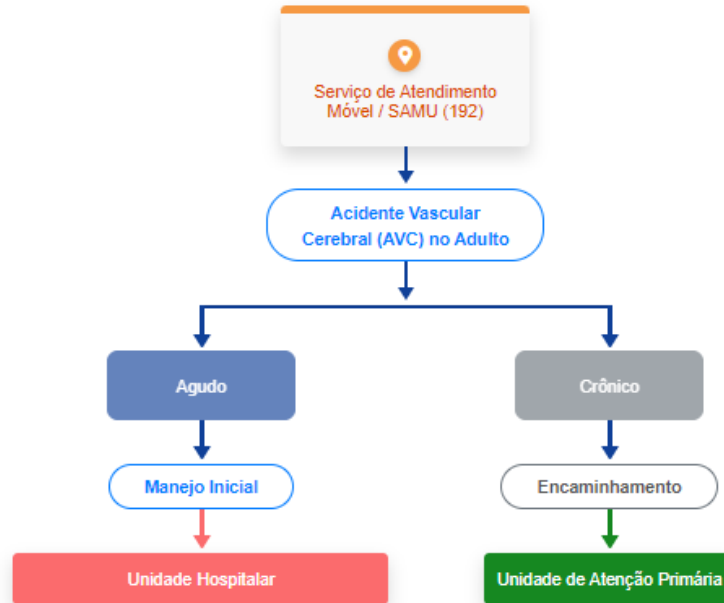 Serviço de Atendimento
Móvel / SAMU (192)
Acidente Vascular
Cerebral (AVC) no Adulto
Agudo
Crônico
Manejo Inicial
Encaminhamento
Unidade Hospitalar
Unidade de Atenção Primária